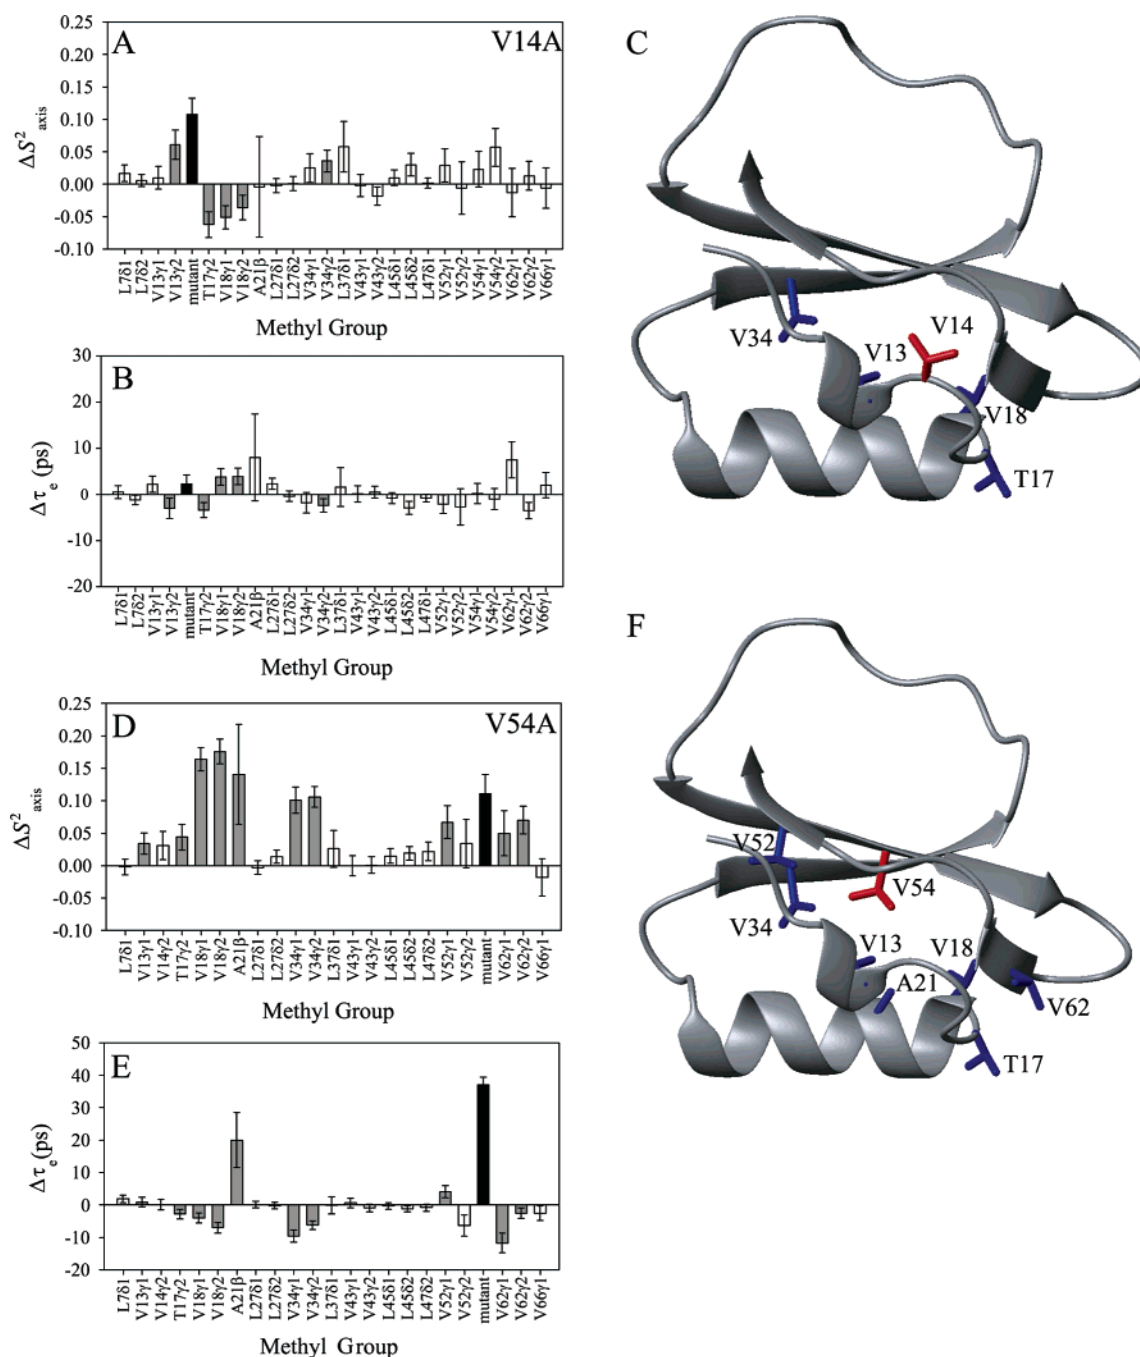 A
V14A
ΔS²axis
0.25
0.20
0.15
0.10
0.05
0.00
-0.05
-0.10
L7δ1
L7δ2
V13γ1
V13γ2
mutant
T17γ2
V18γ1
V18γ2
A21β
L27δ1
L27δ2
V34γ1
V34γ2
L37δ1
V43γ1
V43γ2
L45δ1
L45δ2
L47δ1
V52γ1
V52γ2
V54γ1
V54γ2
V62γ1
V62γ2
V66γ1
Methyl Group
B
Δτe (ps)
30
20
10
0
-10
-20
L7δ1
L7δ2
V13γ1
V13γ2
mutant
T17γ2
V18γ1
V18γ2
A21β
L27δ1
L27δ2
V34γ1
V34γ2
L37δ1
V43γ1
V43γ2
L45δ1
L45δ2
L47δ1
V52γ1
V52γ2
V54γ1
V54γ2
V62γ1
V62γ2
V66γ1
Methyl Group
C
V34
V13
V14
V18
T17
D
V54A
ΔS²axis
0.25
0.20
0.15
0.10
0.05
0.00
-0.05
-0.10
L7δ1
V13γ1
V14γ2
T17γ2
V18γ1
V18γ2
A21β
L27δ1
L27δ2
V34γ1
V34γ2
L37δ1
V43γ1
V43γ2
L45δ1
L45δ2
L47δ2
V52γ1
V52γ2
mutant
V62γ1
V62γ2
V66γ1
Methyl Group
E
Δτe (ps)
50
40
30
20
10
0
-10
-20
L7δ1
V13γ1
V14γ2
T17γ2
V18γ1
V18γ2
A21β
L27δ1
L27δ2
V34γ1
V34γ2
L37δ1
V43γ1
V43γ2
L45δ1
L45δ2
L47δ2
V52γ1
V52γ2
mutant
V62γ1
V62γ2
V66γ1
Methyl Group
F
V52
V54
V34
V13
V18
A21
V62
T17